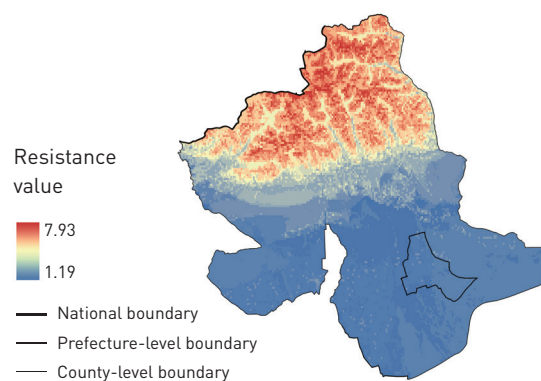 Resistance
value
7.93
1.19
National boundary
Prefecture-level boundary
County-level boundary